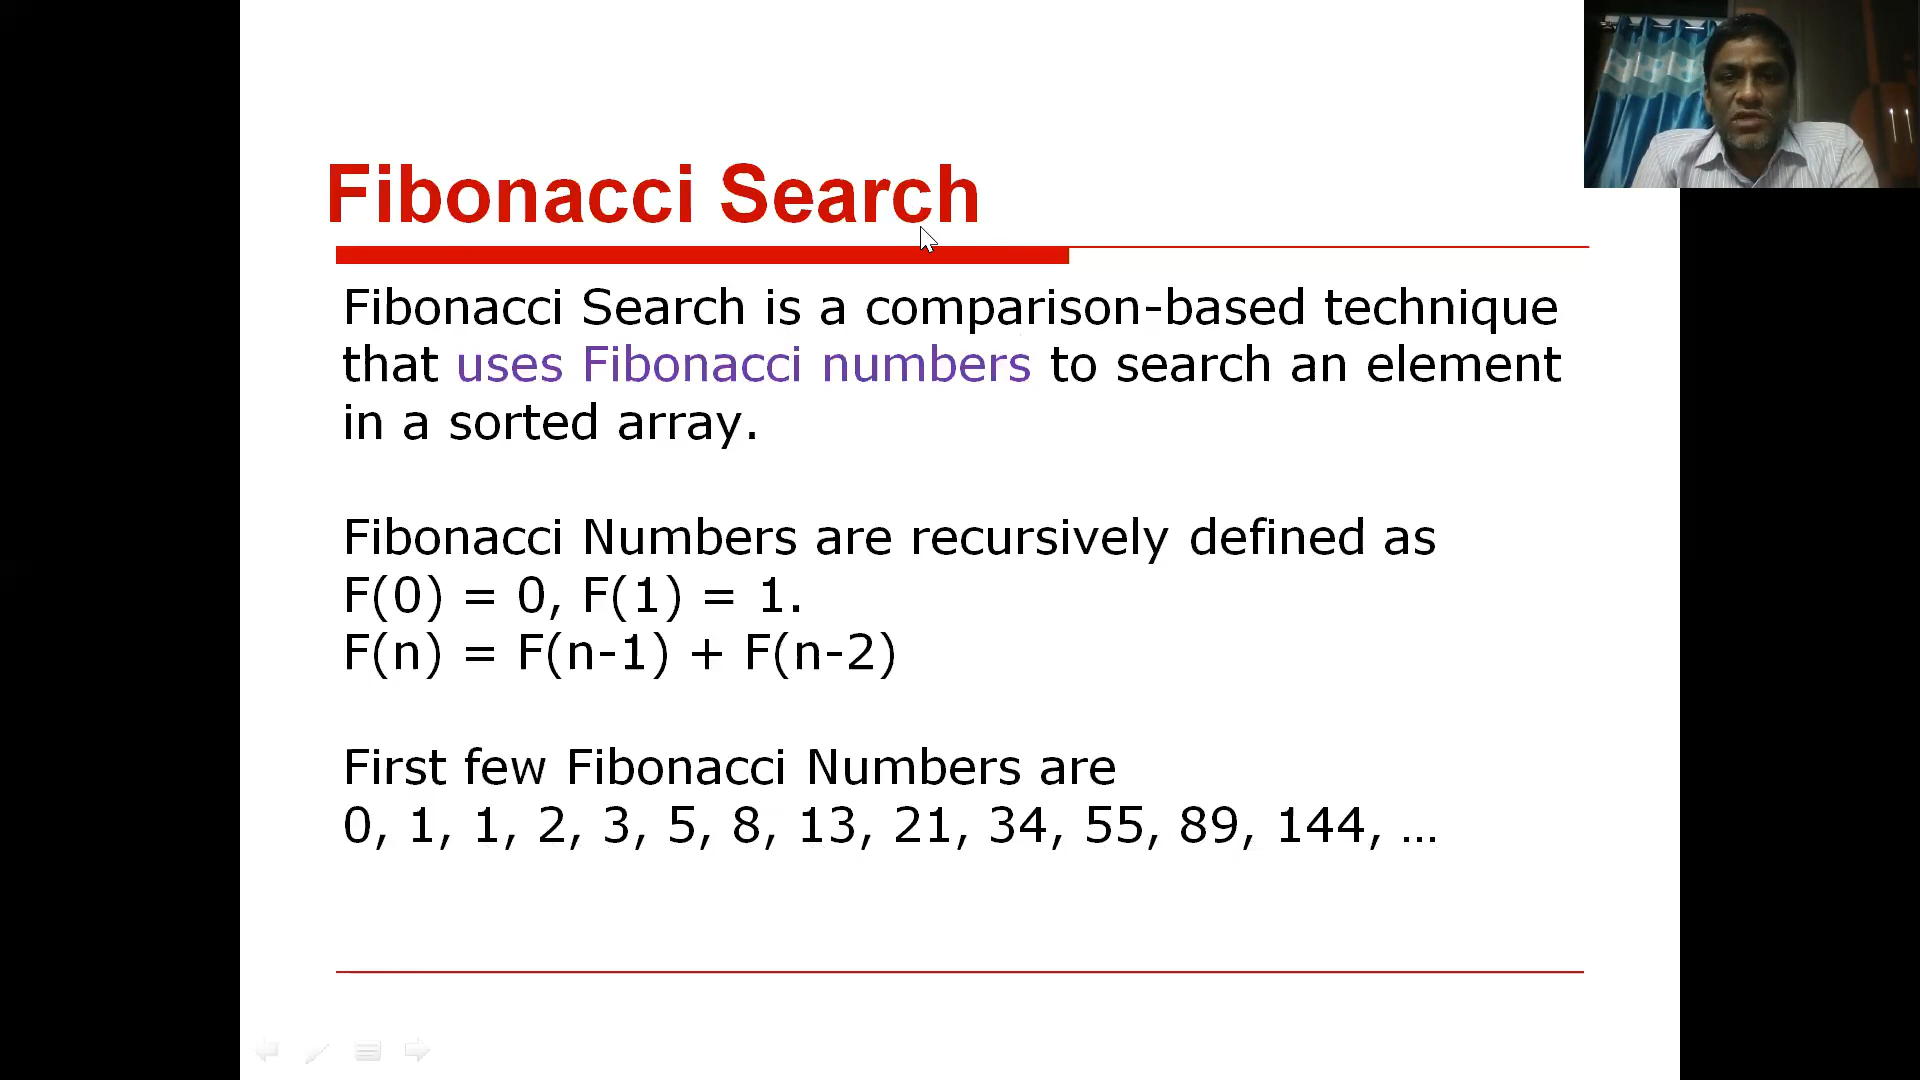 Fibonacci Search
Fibonacci Search is a comparison-based technique
that uses Fibonacci numbers to search an element
in a sorted array.
Fibonacci Numbers are recursively defined as
F(0) = 0, F(1) = 1.
F(n) = F(n-1) + F(n-2)
First few Fibonacci Numbers are
0, 1, 1, 2, 3, 5, 8, 13, 21, 34, 55, 89, 144, …